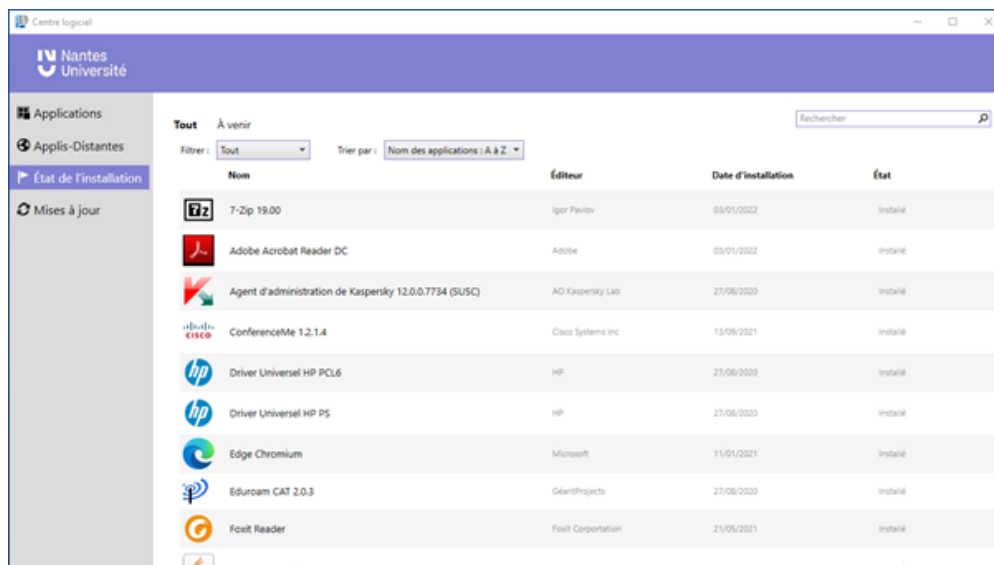 Centre logiciel
Nantes
Université
Applications
Applis-Distantes
État de l'installation
Mises à jour
Tout À venir
Rechercher
Filtrer : Tout Trier par : Nom des applications : A à Z
Nom Éditeur Date d'installation État
7z 7-Zip 19.00 Igor Pavlov 03/01/2022 Installé
Adobe Acrobat Reader DC Adobe 03/01/2022 Installé
Agent d'administration de Kaspersky 12.0.0.7734 (SUSC) AO Kaspersky Lab 27/08/2020 Installé
CISCO ConferenceMe 1.2.1.4 Cisco Systems Inc 13/09/2021 Installé
hp Driver Universel HP PCL6 HP 27/08/2020 Installé
hp Driver Universel HP PS HP 27/08/2020 Installé
Edge Chromium Microsoft 11/01/2021 Installé
Eduroam CAT 2.0.3 GéantProjects 27/08/2020 Installé
Foxit Reader Foxit Corportation 21/05/2021 Installé